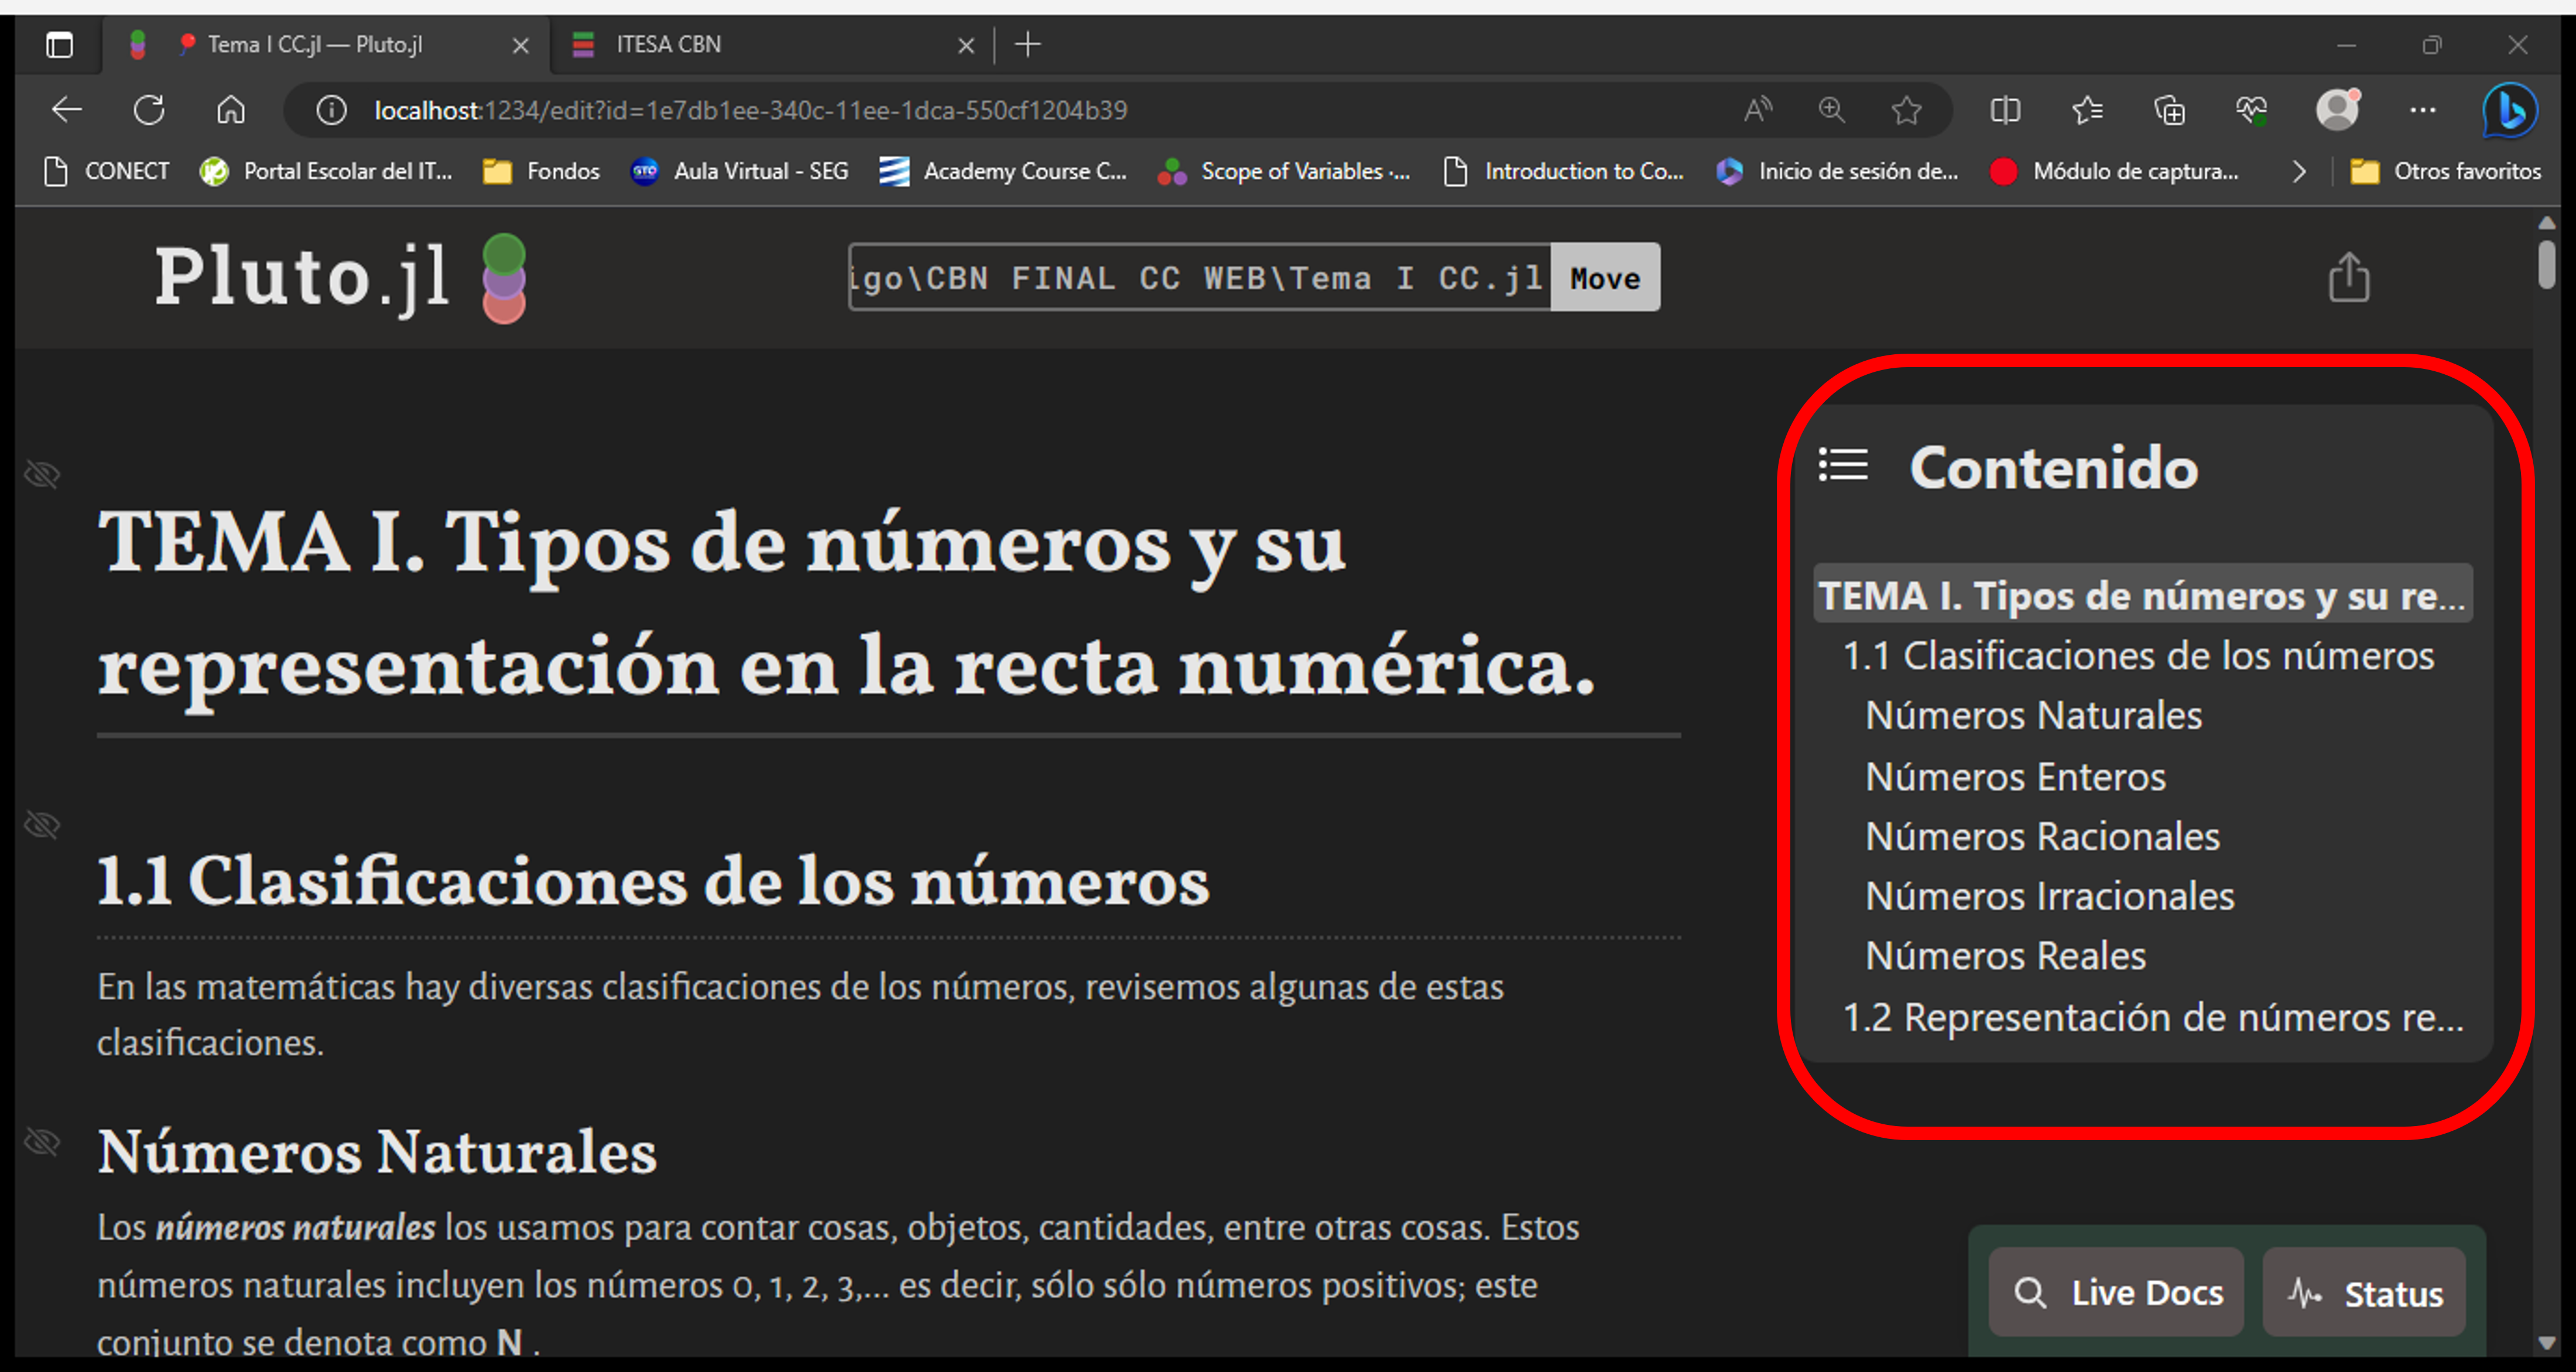 Tema I CC.jl — Pluto.jl
ITESA CBN
localhost:1234/edit?id=1e7db1ee-340c-11ee-1dca-550cf1204b39
CONECT
Portal Escolar del IT...
Fondos
Aula Virtual - SEG
Academy Course C...
Scope of Variables ·...
Introduction to Co...
Inicio de sesión de...
Módulo de captura...
Otros favoritos
Pluto.jl
igo\CBN FINAL CC WEB\Tema I CC.jl
Move
TEMA I. Tipos de números y su
representación en la recta numérica.
1.1 Clasificaciones de los números
En las matemáticas hay diversas clasificaciones de los números, revisemos algunas de estas
clasificaciones.
Números Naturales
Los números naturales los usamos para contar cosas, objetos, cantidades, entre otras cosas. Estos
números naturales incluyen los números 0, 1, 2, 3,... es decir, sólo sólo números positivos; este
conjunto se denota como N .
Contenido
TEMA I. Tipos de números y su re...
1.1 Clasificaciones de los números
Números Naturales
Números Enteros
Números Racionales
Números Irracionales
Números Reales
1.2 Representación de números re...
Live Docs
Status